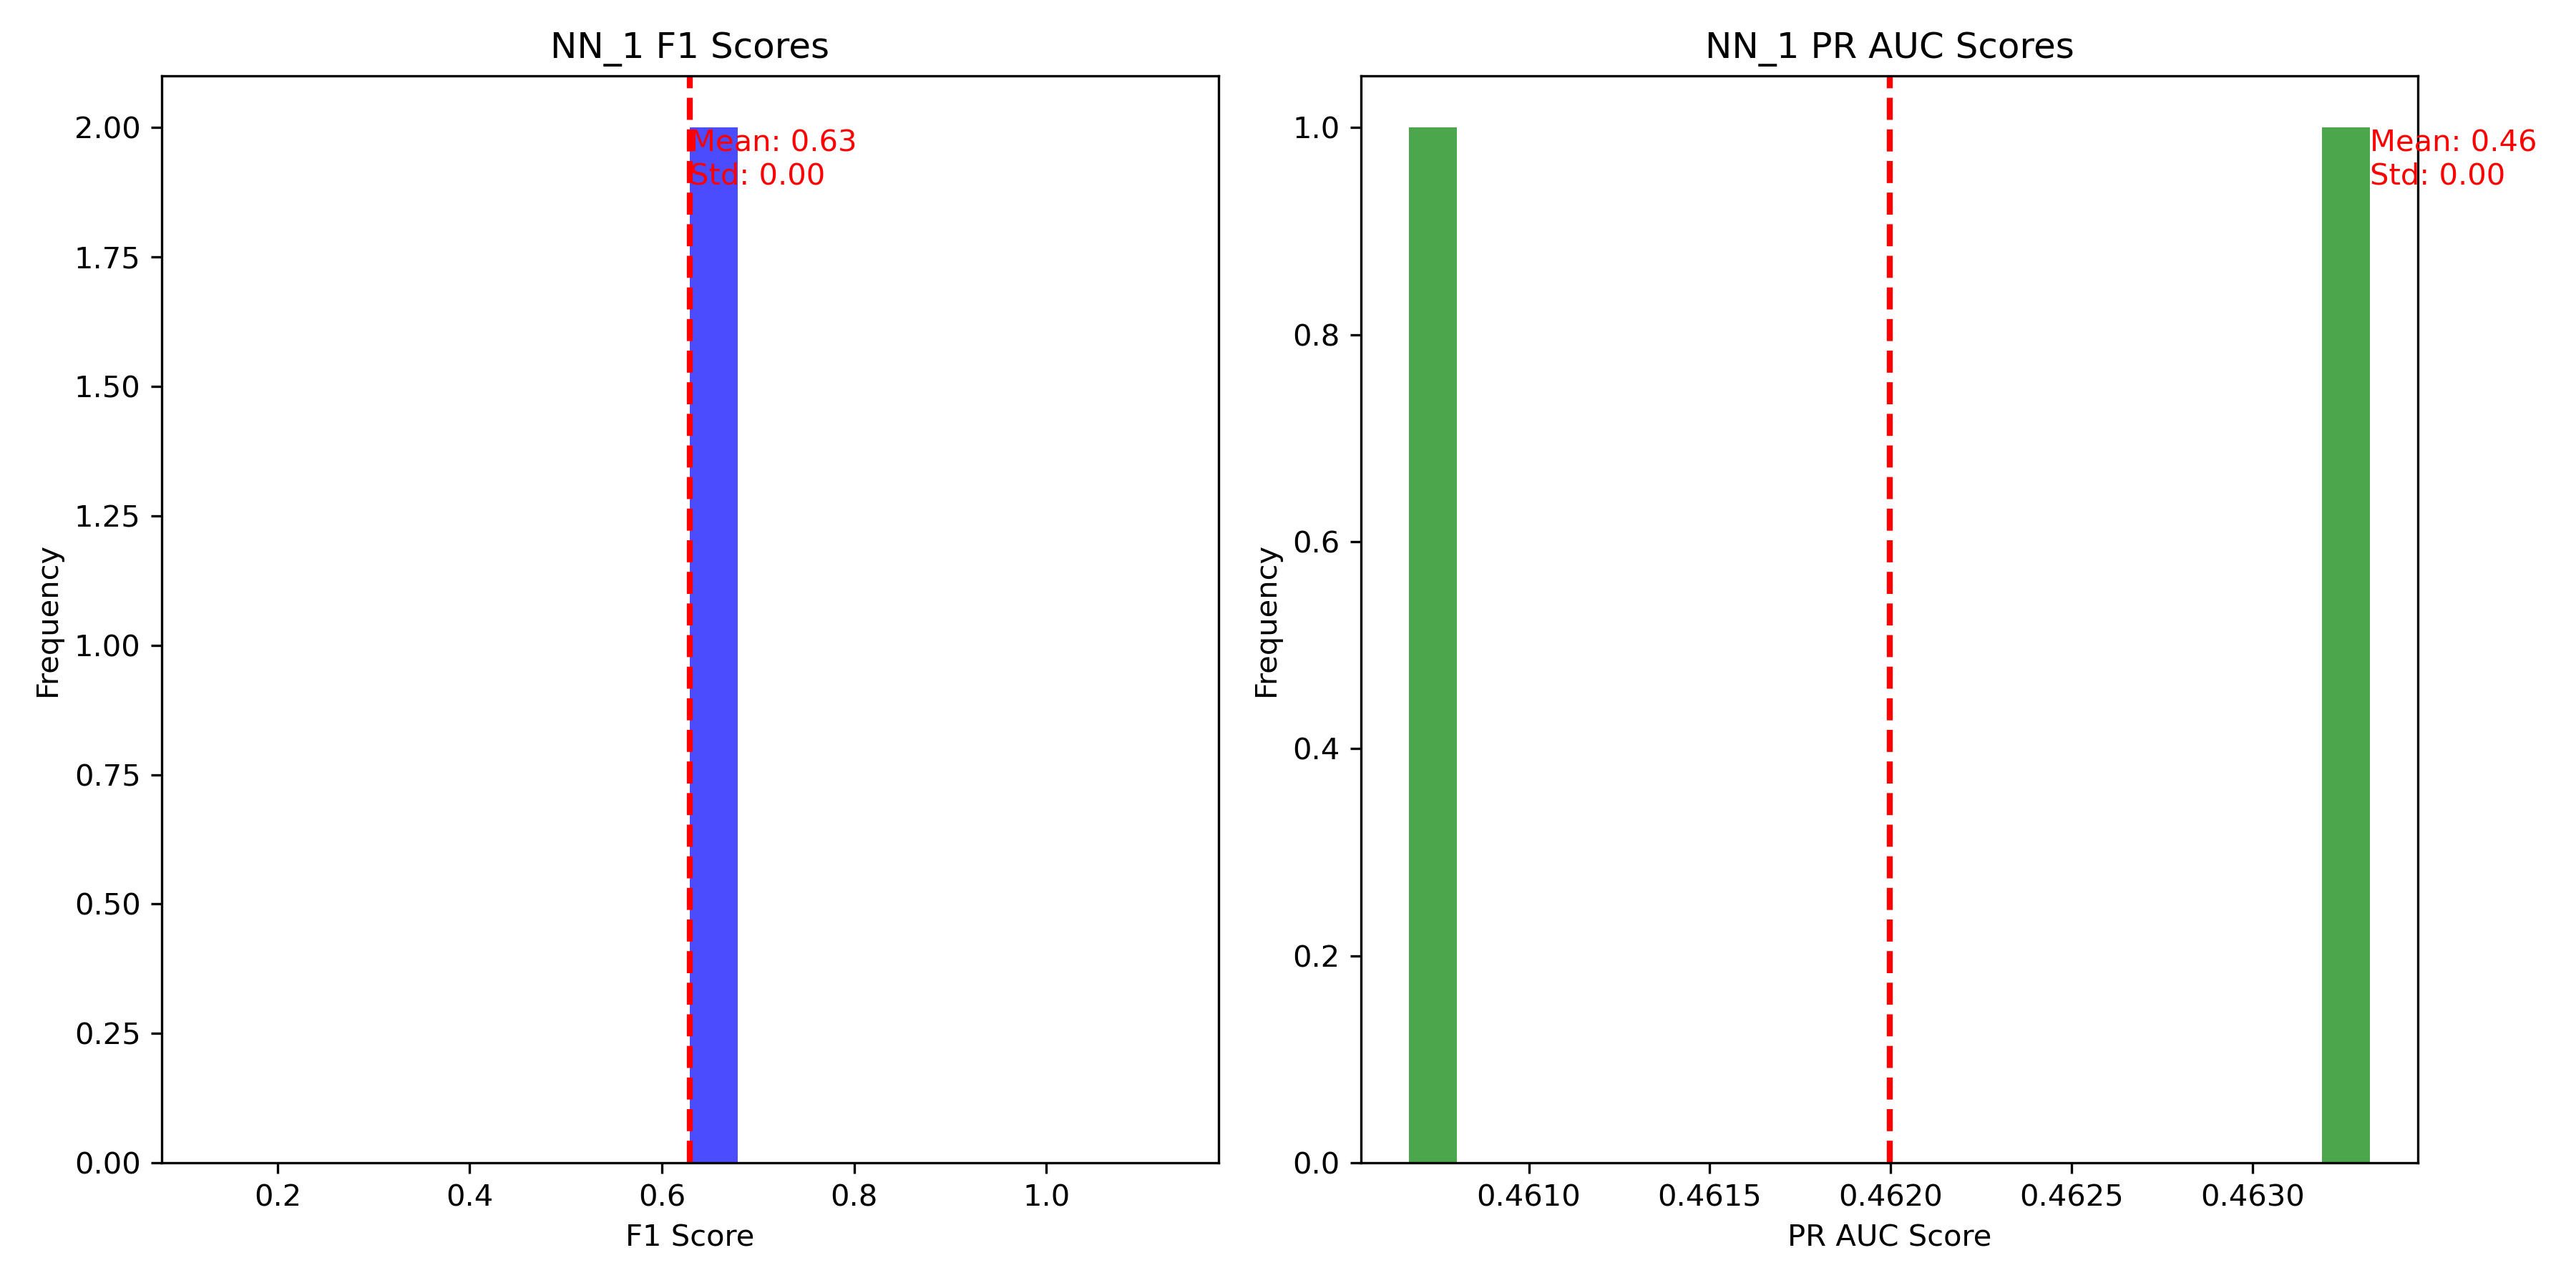 NN_1 F1 Scores
2.00
1.75
1.50
1.25
1.00
0.75
0.50
0.25
0.00
Frequency
Mean: 0.63
Std: 0.00
0.2 0.4 0.6 0.8 1.0
F1 Score
NN_1 PR AUC Scores
1.0
0.8
0.6
0.4
0.2
0.0
Frequency
Mean: 0.46
Std: 0.00
0.4610 0.4615 0.4620 0.4625 0.4630
PR AUC Score